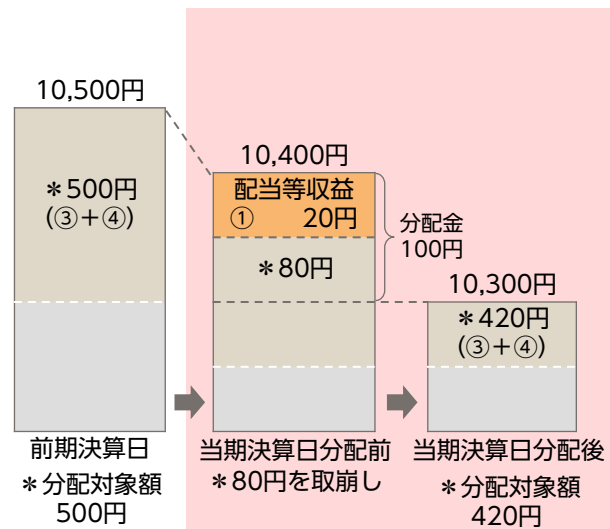 10,500円
＊500円
(③＋④)
10,400円
配当等収益
① 20円
＊80円
分配金
100円
10,300円
＊420円
(③＋④)
前期決算日
＊分配対象額
500円
当期決算日分配前
＊80円を取崩し
当期決算日分配後
＊分配対象額
420円